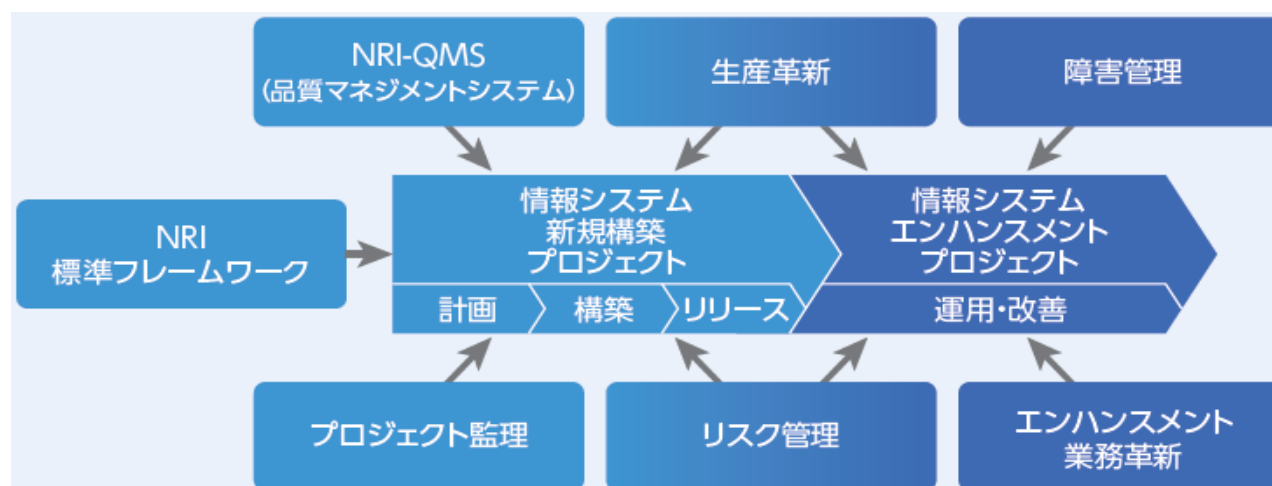 NRI-QMS
（品質マネジメントシステム）
生産革新
障害管理
NRI
標準フレームワーク
情報システム
新規構築
プロジェクト
情報システム
エンハンスメント
プロジェクト
計画
構築
リリース
運用・改善
プロジェクト監理
リスク管理
エンハンスメント
業務革新